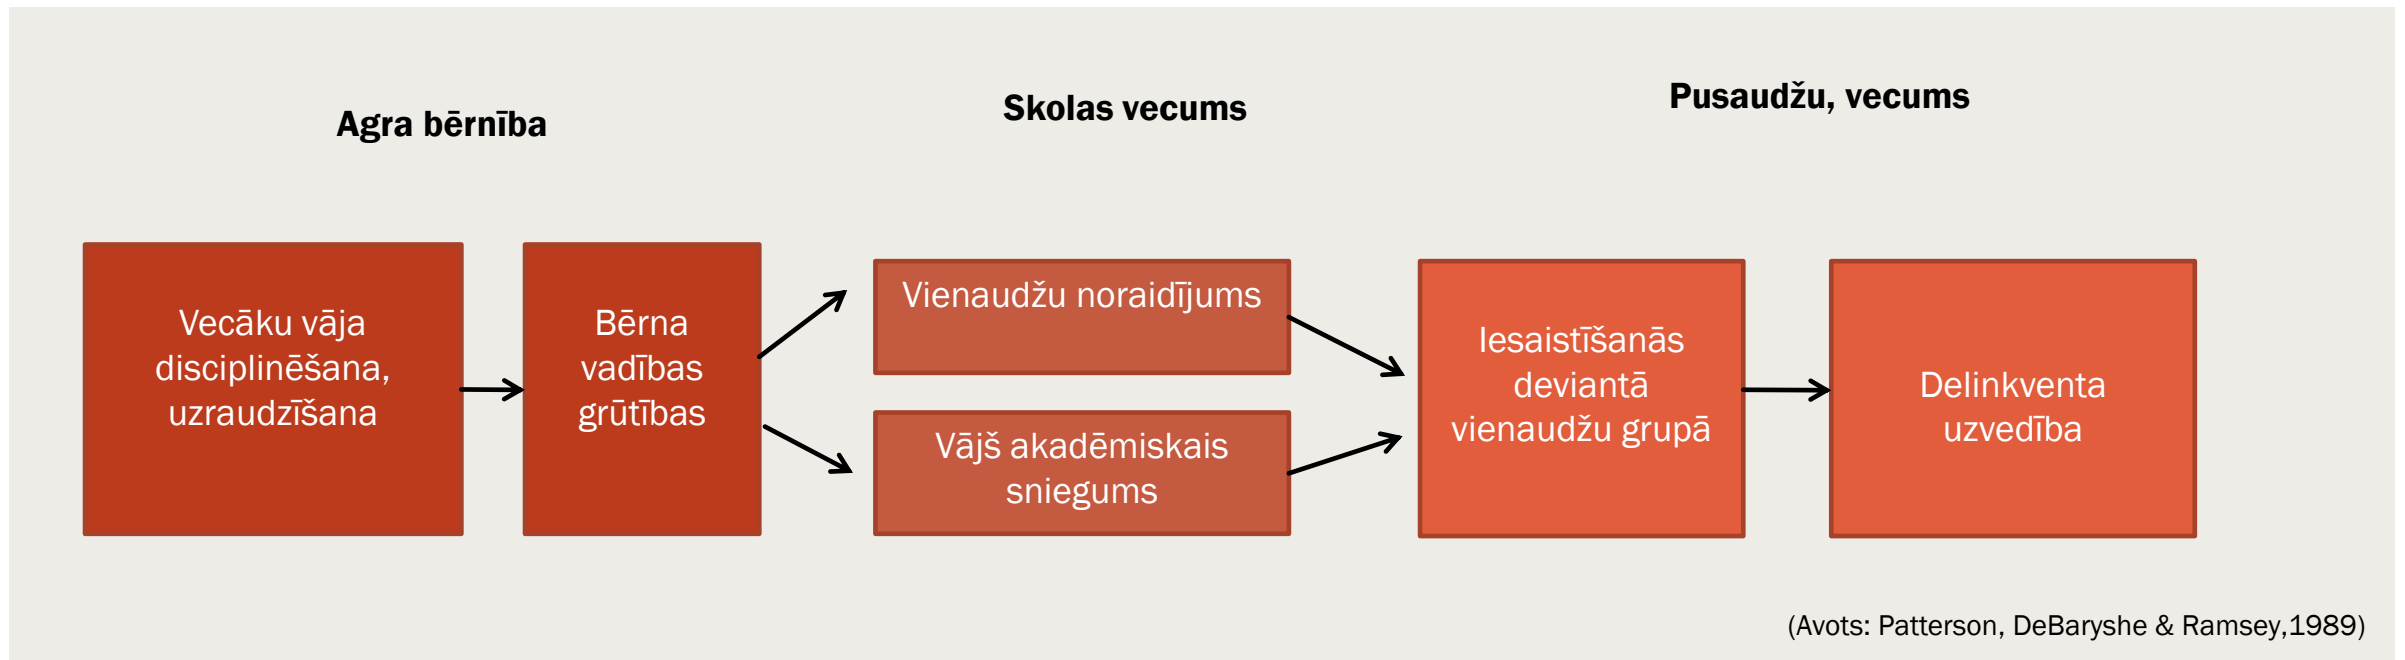 Agra bērnība
Skolas vecums
Pusaudžu, vecums
Vecāku vāja
disciplinēšana,
uzraudzīšana
Bērna
vadības
grūtības
Vienaudžu noraidījums
Vājš akadēmiskais
sniegums
Iesaistīšanās
deviantā
vienaudžu grupā
Delinkventa
uzvedība
(Avots: Patterson, DeBaryshe & Ramsey,1989)